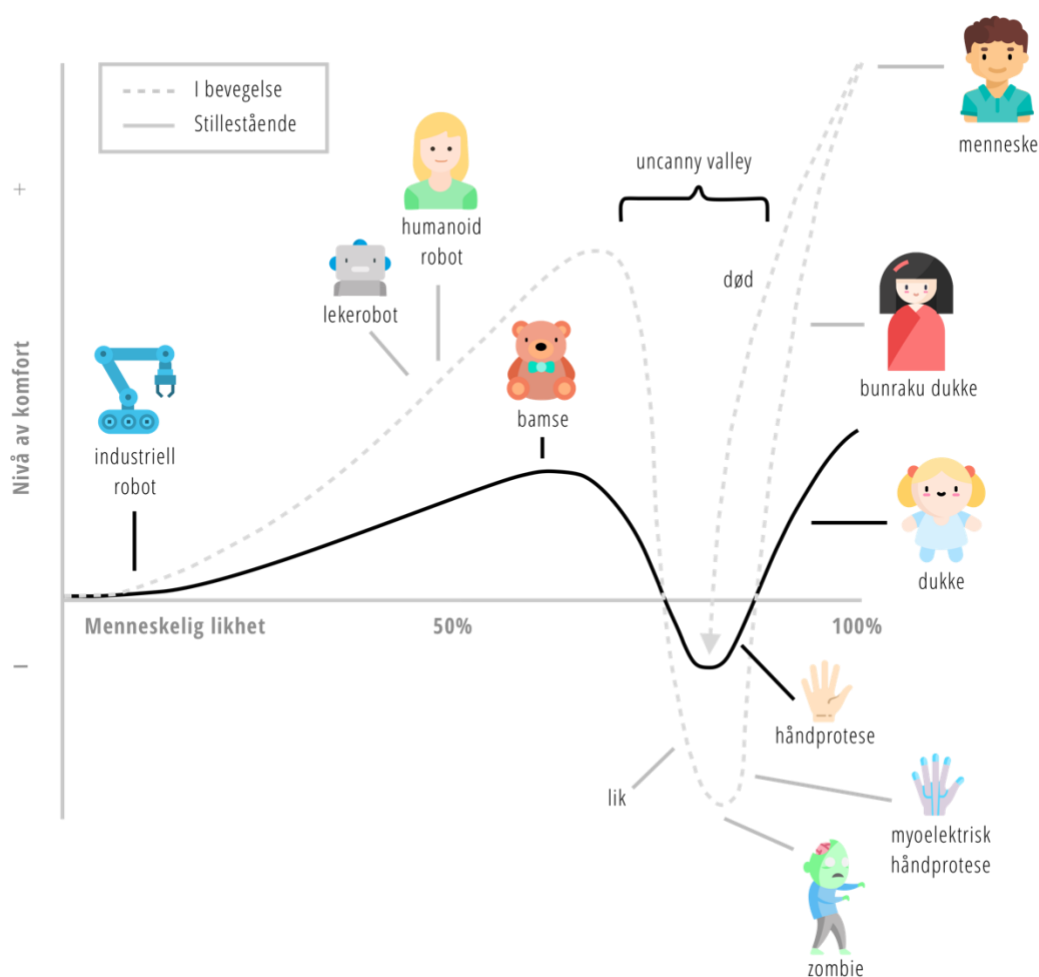 I bevegelse
Stillestående
menneske
uncanny valley
humanoid
robot
lekerobot
død
+
Nivå av komfort
bamse
bunraku dukke
industriell
robot
dukke
Menneskelig likhet
50%
100%
–
håndprotese
lik
myoelektrisk
håndprotese
zombie